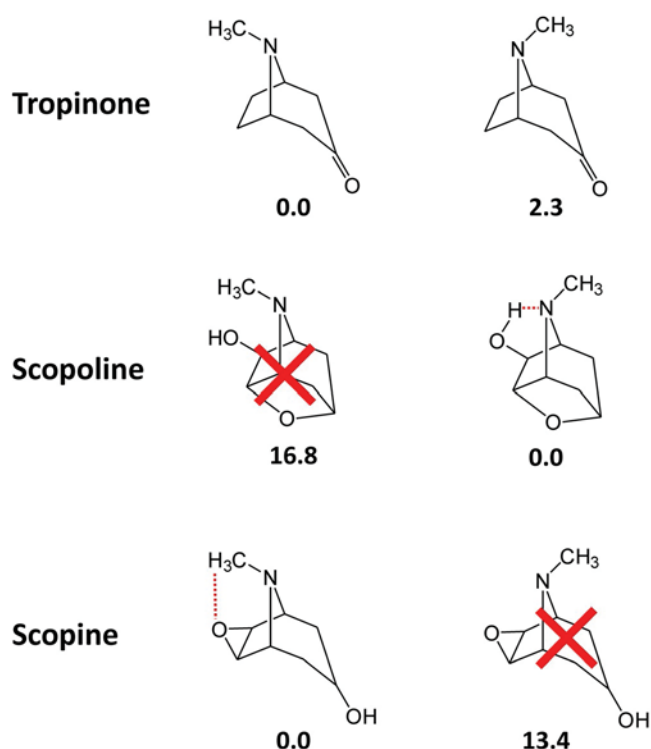 H₃C N
CH₃
N
Tropinone
O
O
0.0
2.3
H₃C N
CH₃
H N
HO
O
Scopoline
O
O
16.8
0.0
H₃C N
CH₃
N
O
O
Scopine
OH
OH
0.0
13.4